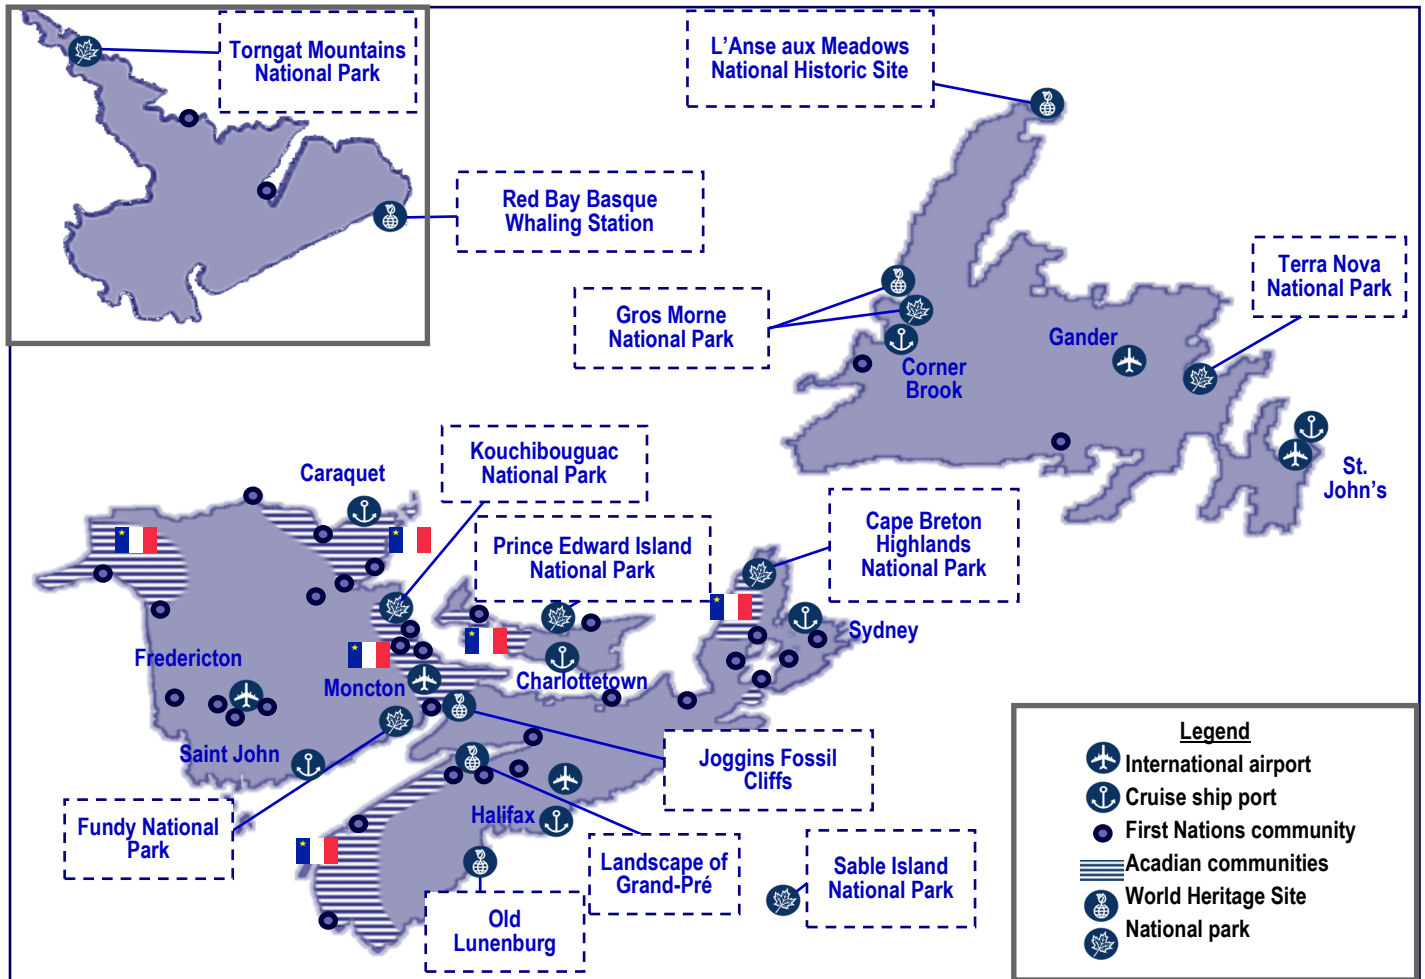 Torngat Mountains
National Park
L'Anse aux Meadows
National Historic Site
Red Bay Basque
Whaling Station
Terra Nova
National Park
Gros Morne
National Park
Gander
Corner
Brook
St.
John's
Kouchibouguac
National Park
Caraquet
Prince Edward Island
National Park
Cape Breton
Highlands
National Park
Sydney
Fredericton
Moncton
Charlottetown
Saint John
Joggins Fossil
Cliffs
Halifax
Fundy National
Park
Landscape of
Grand-Pré
Sable Island
National Park
Old
Lunenburg
Legend
International airport
Cruise ship port
First Nations community
Acadian communities
World Heritage Site
National park